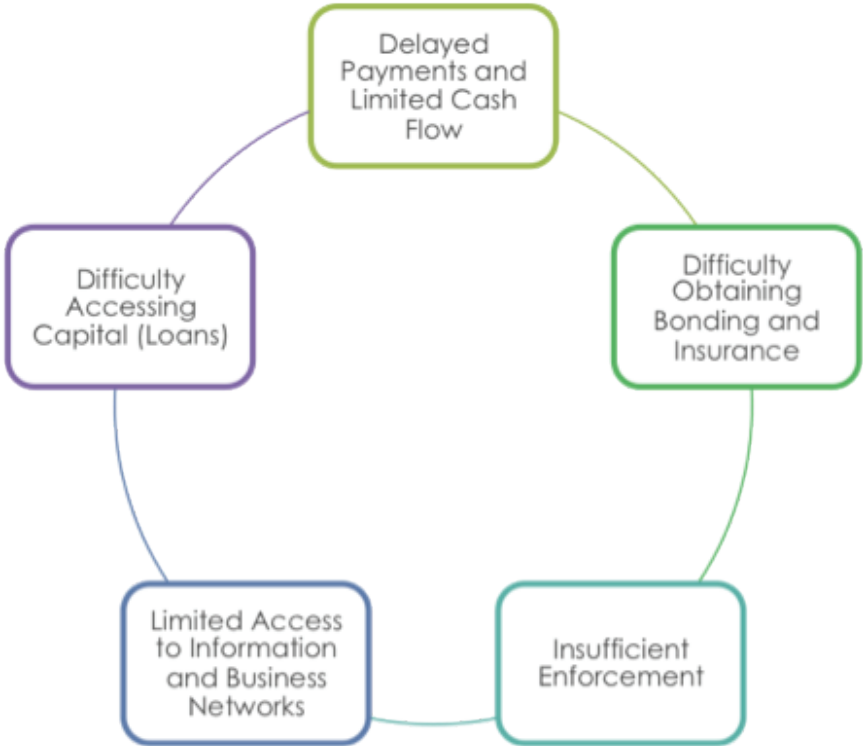 Delayed
Payments and
Limited Cash
Flow
Difficulty
Obtaining
Bonding and
Insurance
Insufficient
Enforcement
Limited Access
to Information
and Business
Networks
Difficulty
Accessing
Capital (Loans)